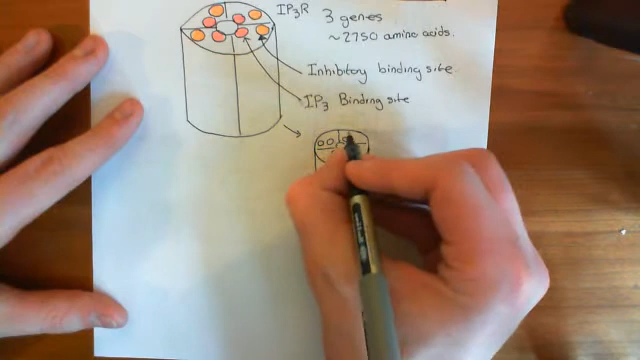 IP3R 3 genes
~2750 amino acids.
Inhibitory binding site.
IP3 Binding site